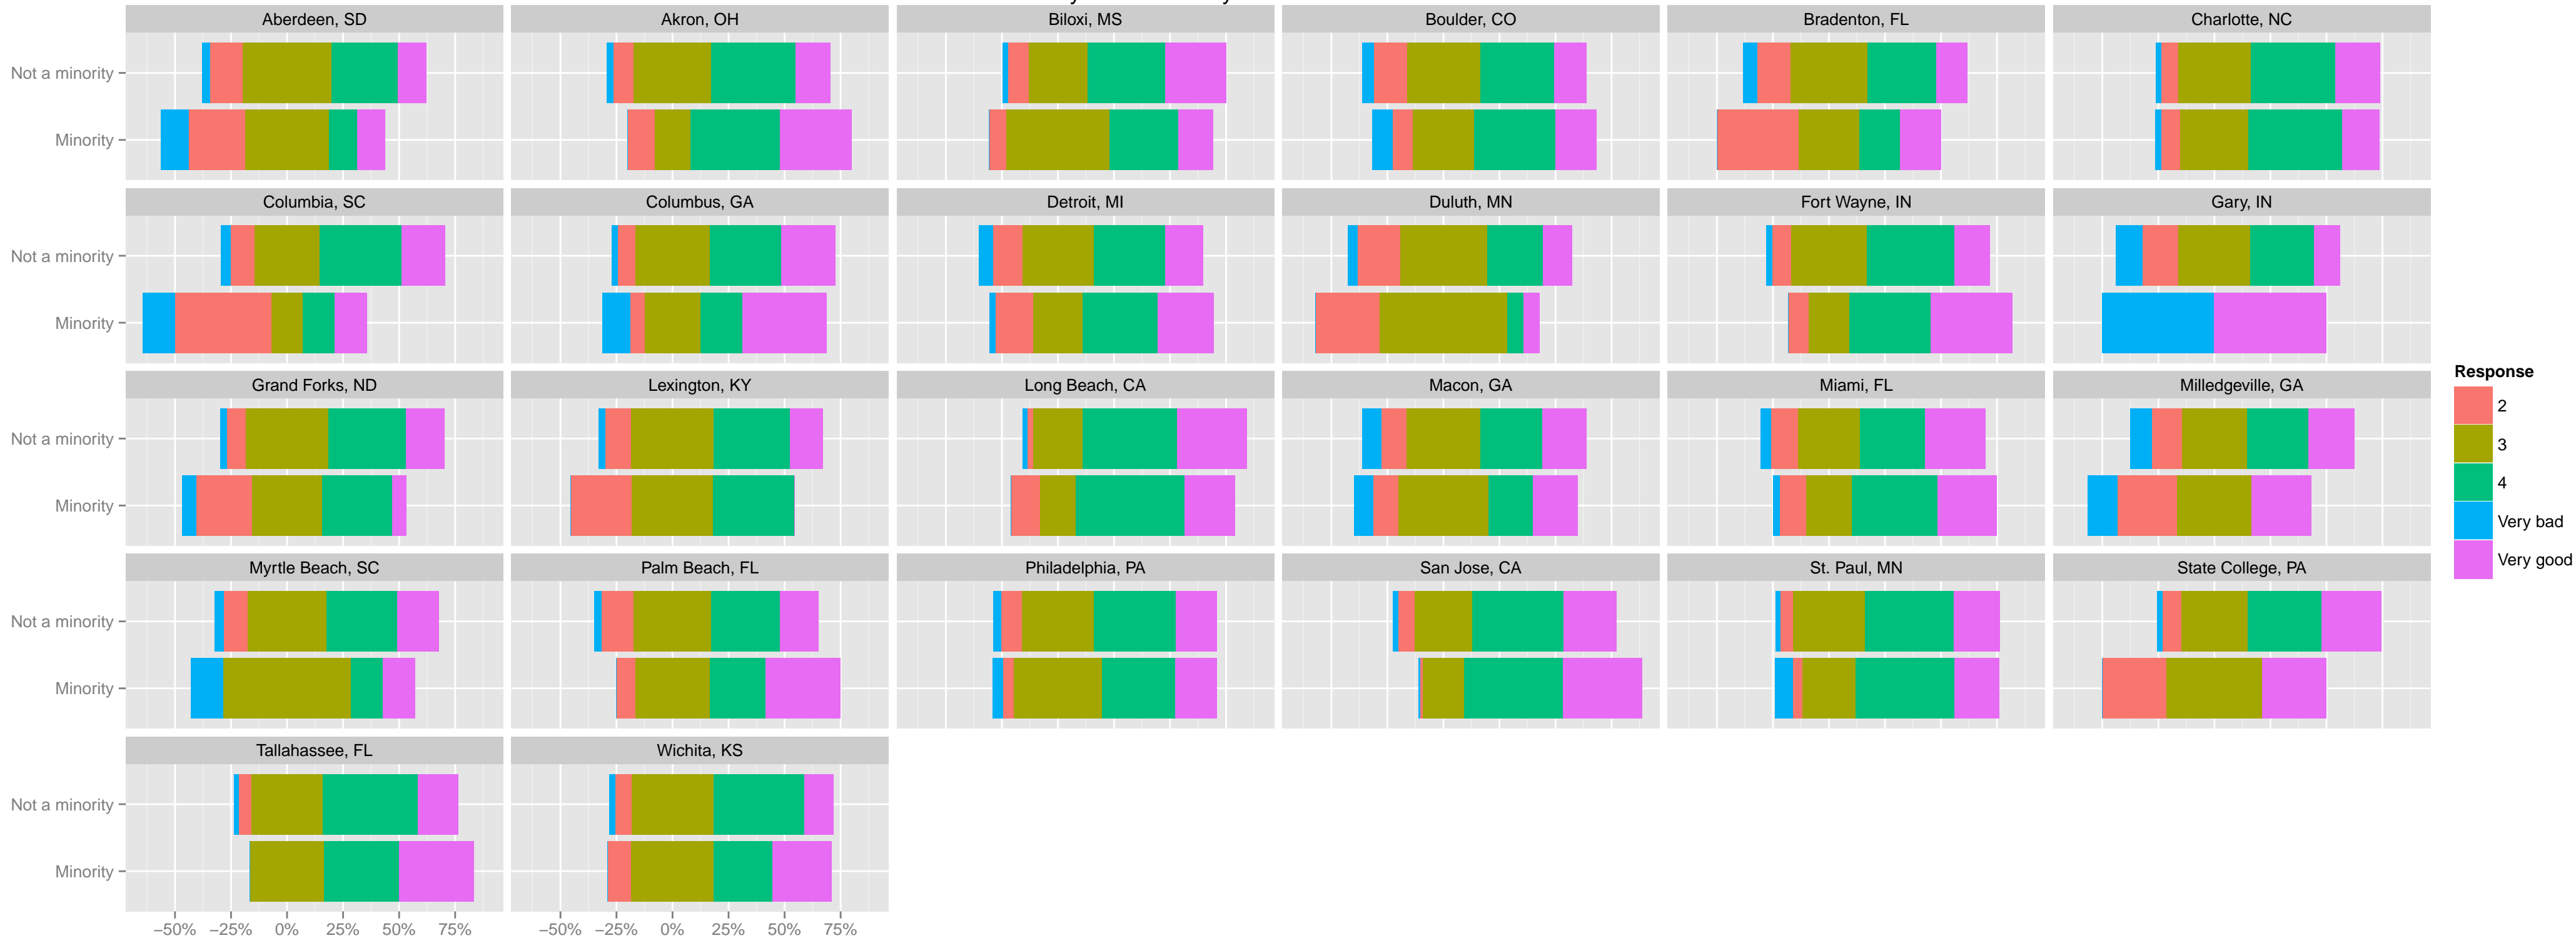 Aberdeen, SD
Akron, OH
Biloxi, MS
Boulder, CO
Bradenton, FL
Charlotte, NC
Not a minority
Minority
Columbia, SC
Columbus, GA
Detroit, MI
Duluth, MN
Fort Wayne, IN
Gary, IN
Not a minority
Minority
Grand Forks, ND
Lexington, KY
Long Beach, CA
Macon, GA
Miami, FL
Milledgeville, GA
Not a minority
Minority
Myrtle Beach, SC
Palm Beach, FL
Philadelphia, PA
San Jose, CA
St. Paul, MN
State College, PA
Not a minority
Minority
Tallahassee, FL
Wichita, KS
Not a minority
Minority
−50% −25% 0% 25% 50% 75%
−50% −25% 0% 25% 50% 75%
Response
2
3
4
Very bad
Very good